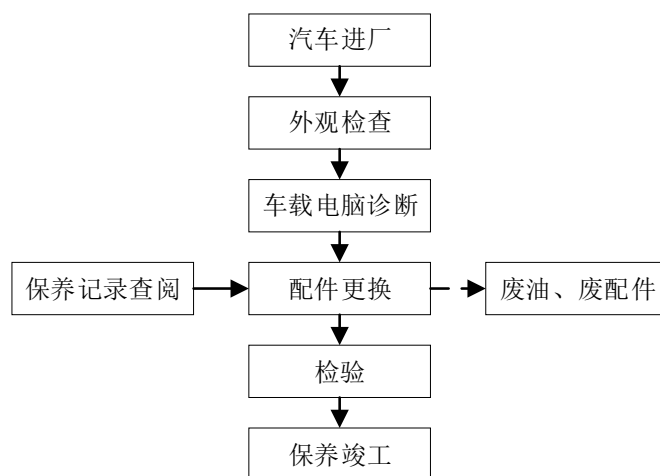 汽车进厂
外观检查
车载电脑诊断
保养记录查阅
配件更换
废油、废配件
检验
保养竣工